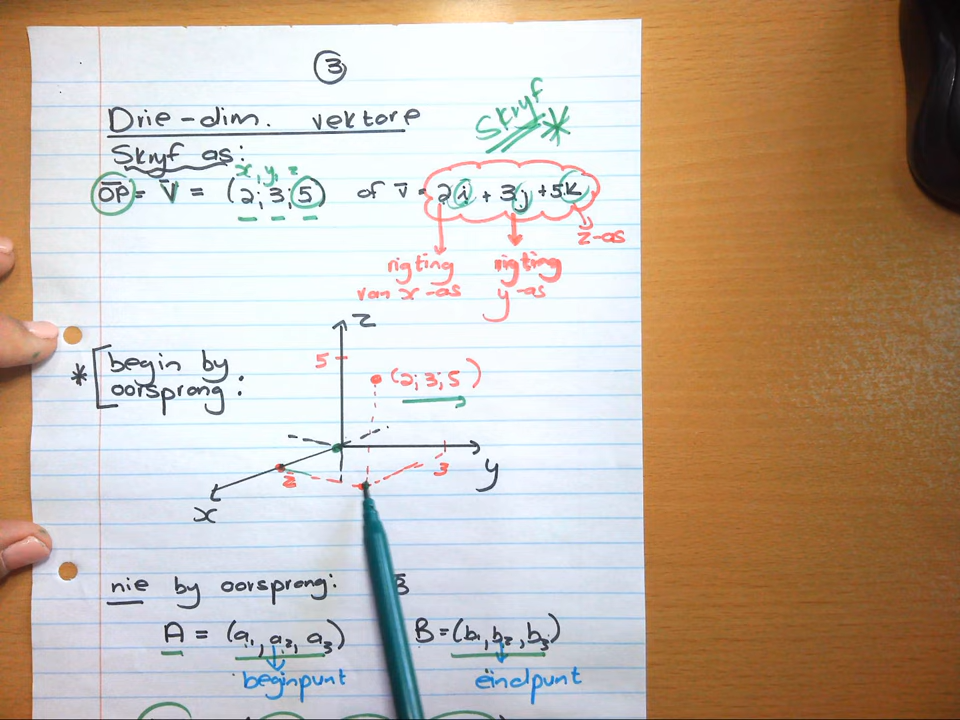 3
Drie-dim. vektore
Skryf *
Skryf as:
x, y, z
OP = V = (2; 3; 5) of V = 2i + 3j + 5k
z-as
rigting van x-as
rigting y-as
z
5
* [begin by oorsprong:
(2; 3; 5)
2
3
y
x
nie by oorsprong:
A = (a₁, a₂, a₃) B = (b₁, b₂, b₃)
beginpunt eindpunt